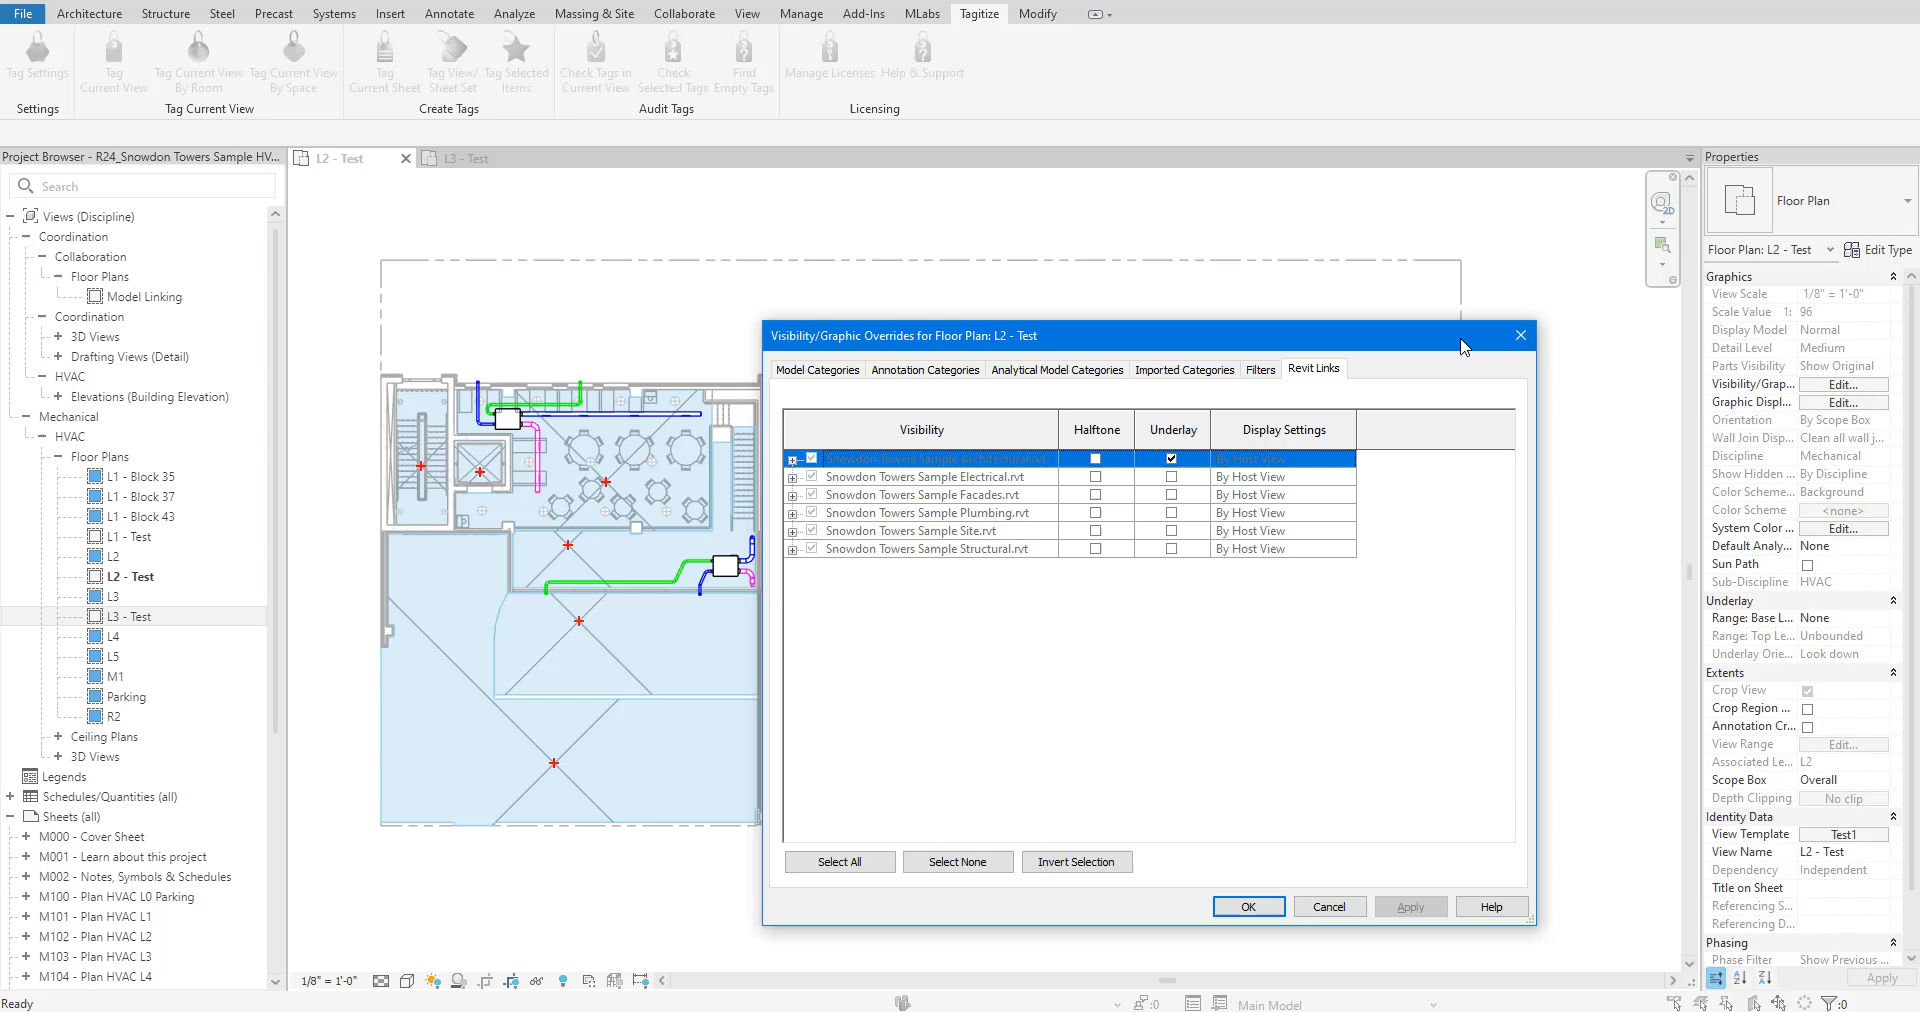 File Architecture Structure Steel Precast Systems Insert Annotate Analyze Massing & Site Collaborate View Manage Add-Ins MLabs Tagitize Modify
Tag Settings
Tag Current View
Tag Current View By Room
Tag Current View By Space
Tag Current Sheet
Tag View/ Sheet Set
Tag Selected Items
Check Tags in Current View
Check Selected Tags
Find Empty Tags
Manage Licenses
Help & Support
Settings Tag Current View Create Tags Audit Tags Licensing
Project Browser - R24_Snowdon Towers Sample HV...
Search
Views (Discipline)
Coordination
Collaboration
Floor Plans
Model Linking
Coordination
3D Views
Drafting Views (Detail)
HVAC
Elevations (Building Elevation)
Mechanical
HVAC
Floor Plans
L1 - Block 35
L1 - Block 37
L1 - Block 43
L1 - Test
L2
L2 - Test
L3
L3 - Test
L4
L5
M1
Parking
R2
Ceiling Plans
3D Views
Legends
Schedules/Quantities (all)
Sheets (all)
M000 - Cover Sheet
M001 - Learn about this project
M002 - Notes, Symbols & Schedules
M100 - Plan HVAC L0 Parking
M101 - Plan HVAC L1
M102 - Plan HVAC L2
M103 - Plan HVAC L3
M104 - Plan HVAC L4
L2 - Test
L3 - Test
2D
Visibility/Graphic Overrides for Floor Plan: L2 - Test
Model Categories Annotation Categories Analytical Model Categories Imported Categories Filters Revit Links
Visibility Halftone Underlay Display Settings
Snowdon Towers Sample Architectural.rvt By Host View
Snowdon Towers Sample Electrical.rvt By Host View
Snowdon Towers Sample Facades.rvt By Host View
Snowdon Towers Sample Plumbing.rvt By Host View
Snowdon Towers Sample Site.rvt By Host View
Snowdon Towers Sample Structural.rvt By Host View
Select All Select None Invert Selection
OK Cancel Apply Help
Properties
Floor Plan
Floor Plan: L2 - Test Edit Type
Graphics
View Scale 1/8" = 1'-0"
Scale Value 1: 96
Display Model Normal
Detail Level Medium
Parts Visibility Show Original
Visibility/Grap... Edit...
Graphic Displ... Edit...
Orientation By Scope Box
Wall Join Disp... Clean all wall j...
Discipline Mechanical
Show Hidden ... By Discipline
Color Scheme... Background
Color Scheme <none>
System Color ... Edit...
Default Analy... None
Sun Path
Sub-Discipline HVAC
Underlay
Range: Base L... None
Range: Top Le... Unbounded
Underlay Orie... Look down
Extents
Crop View
Crop Region ...
Annotation Cr...
View Range Edit...
Associated Le... L2
Scope Box Overall
Depth Clipping No clip
Identity Data
View Template Test1
View Name L2 - Test
Dependency Independent
Title on Sheet
Referencing S...
Referencing D...
Phasing
Phase Filter Show Previous ...
Apply
1/8" = 1'-0"
Ready
:0
Main Model
:0